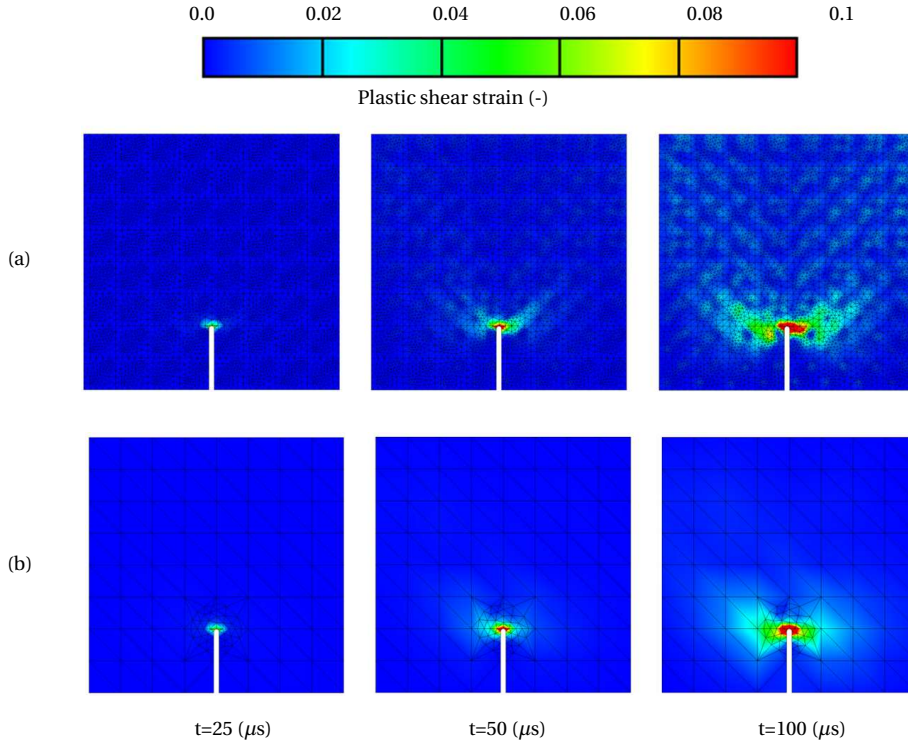 0.0 0.02 0.04 0.06 0.08 0.1
Plastic shear strain (-)
(a)
(b)
t=25 (μs) t=50 (μs) t=100 (μs)